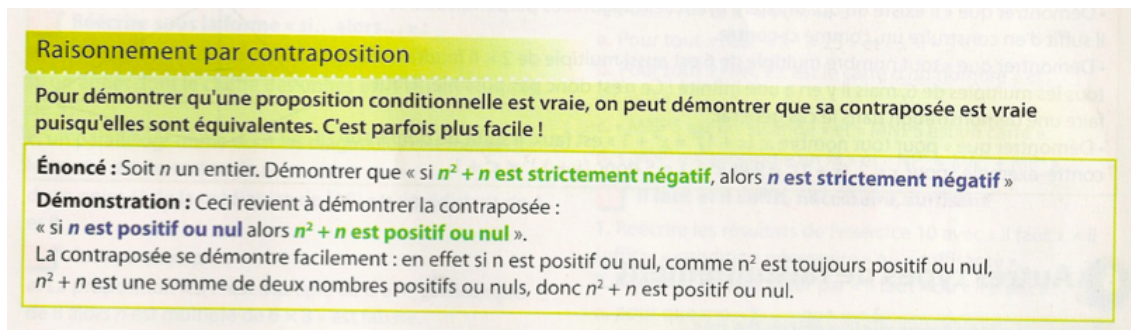 Raisonnement par contraposition
Pour démontrer qu'une proposition conditionnelle est vraie, on peut démontrer que sa contraposée est vraie
puisqu'elles sont équivalentes. C'est parfois plus facile !
Énoncé : Soit n un entier. Démontrer que « si n² + n est strictement négatif, alors n est strictement négatif »
Démonstration : Ceci revient à démontrer la contraposée :
« si n est positif ou nul alors n² + n est positif ou nul ».
La contraposée se démontre facilement : en effet si n est positif ou nul, comme n² est toujours positif ou nul,
n² + n est une somme de deux nombres positifs ou nuls, donc n² + n est positif ou nul.